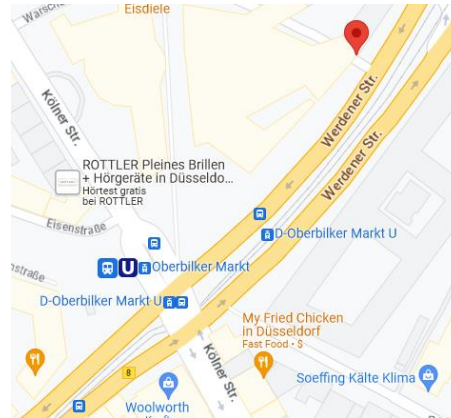 Eisdiele
Warsch
Kölner Str.
Werdener Str.
Werdener Str.
ROTTLER Pleines Brillen
+ Hörgeräte in Düsseldo...
Hörtest gratis
bei ROTTLER
Eisenstraße
D-Oberbilker Markt U
U
Oberbilker Markt
nstraße
D-Oberbilker Markt U
My Fried Chicken
in Düsseldorf
Fast Food • $
Kölner Str.
8
Soeffing Kälte Klima
Woolworth